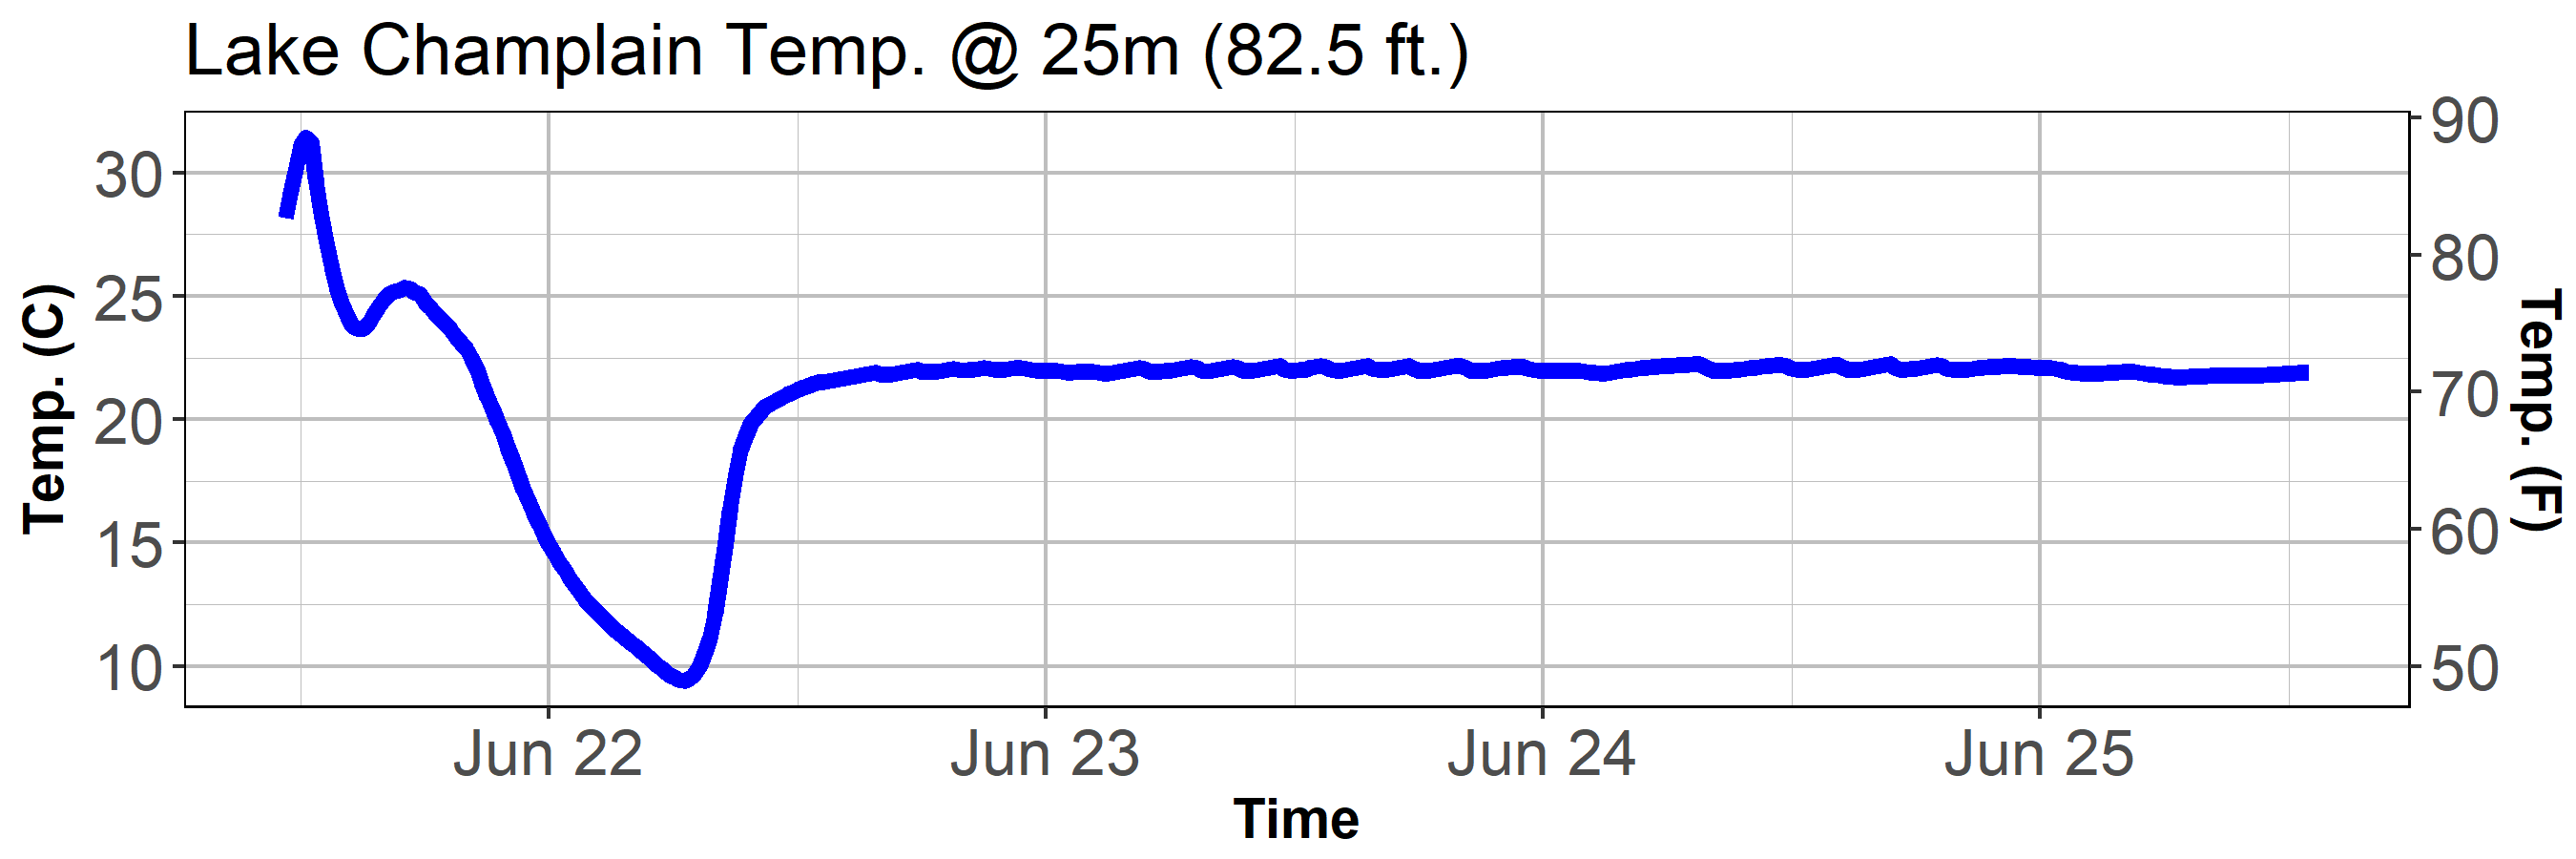 Lake Champlain Temp. @ 25m (82.5 ft.)
Temp. (C)
30
25
20
15
10
90
80
70
60
50
Temp. (F)
Jun 22 Jun 23 Jun 24 Jun 25
Time